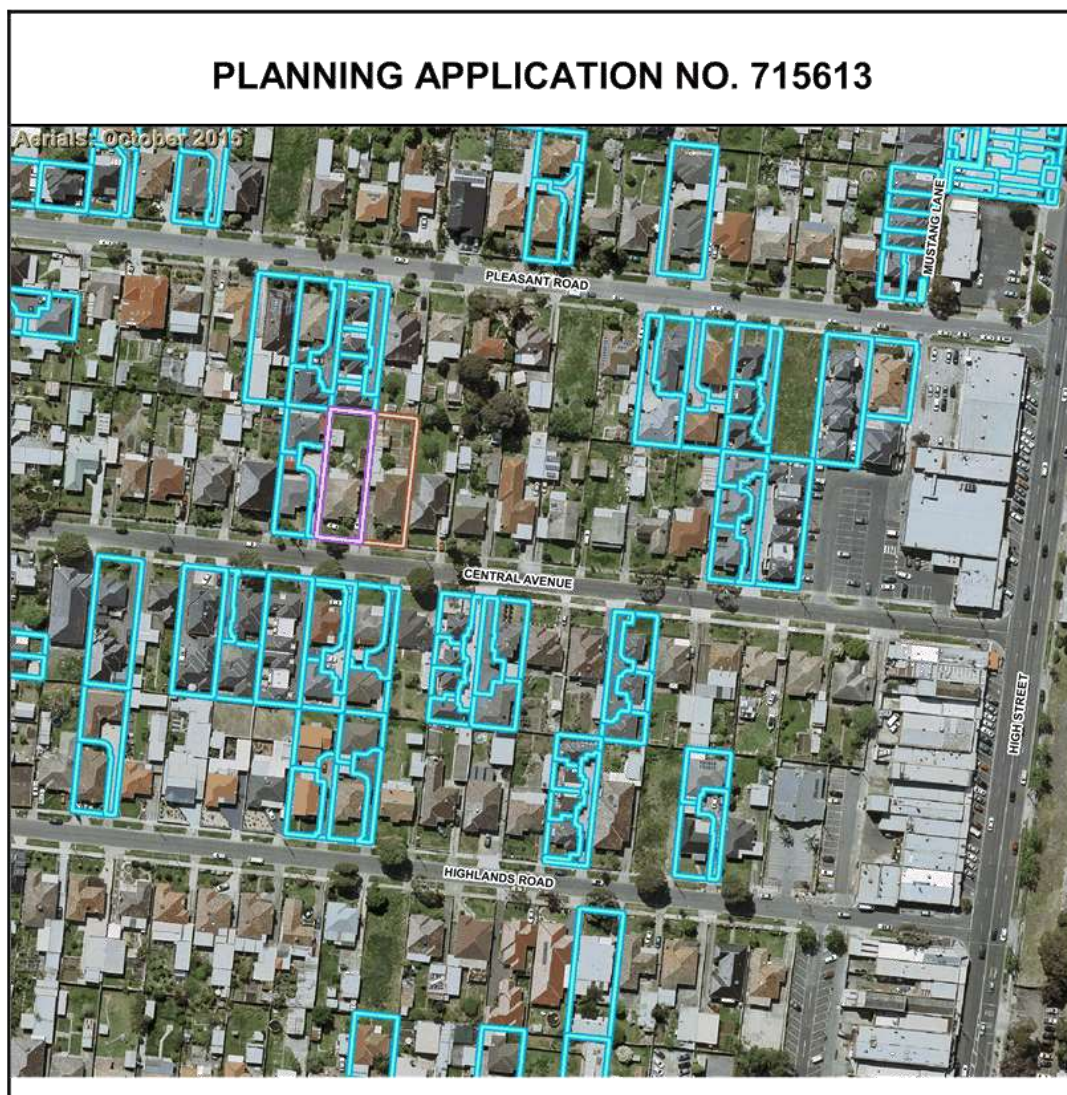 PLANNING APPLICATION NO. 715613
Aerials: October 2015
MUSTANG LANE
PLEASANT ROAD
CENTRAL AVENUE
HIGH STREET
HIGHLANDS ROAD